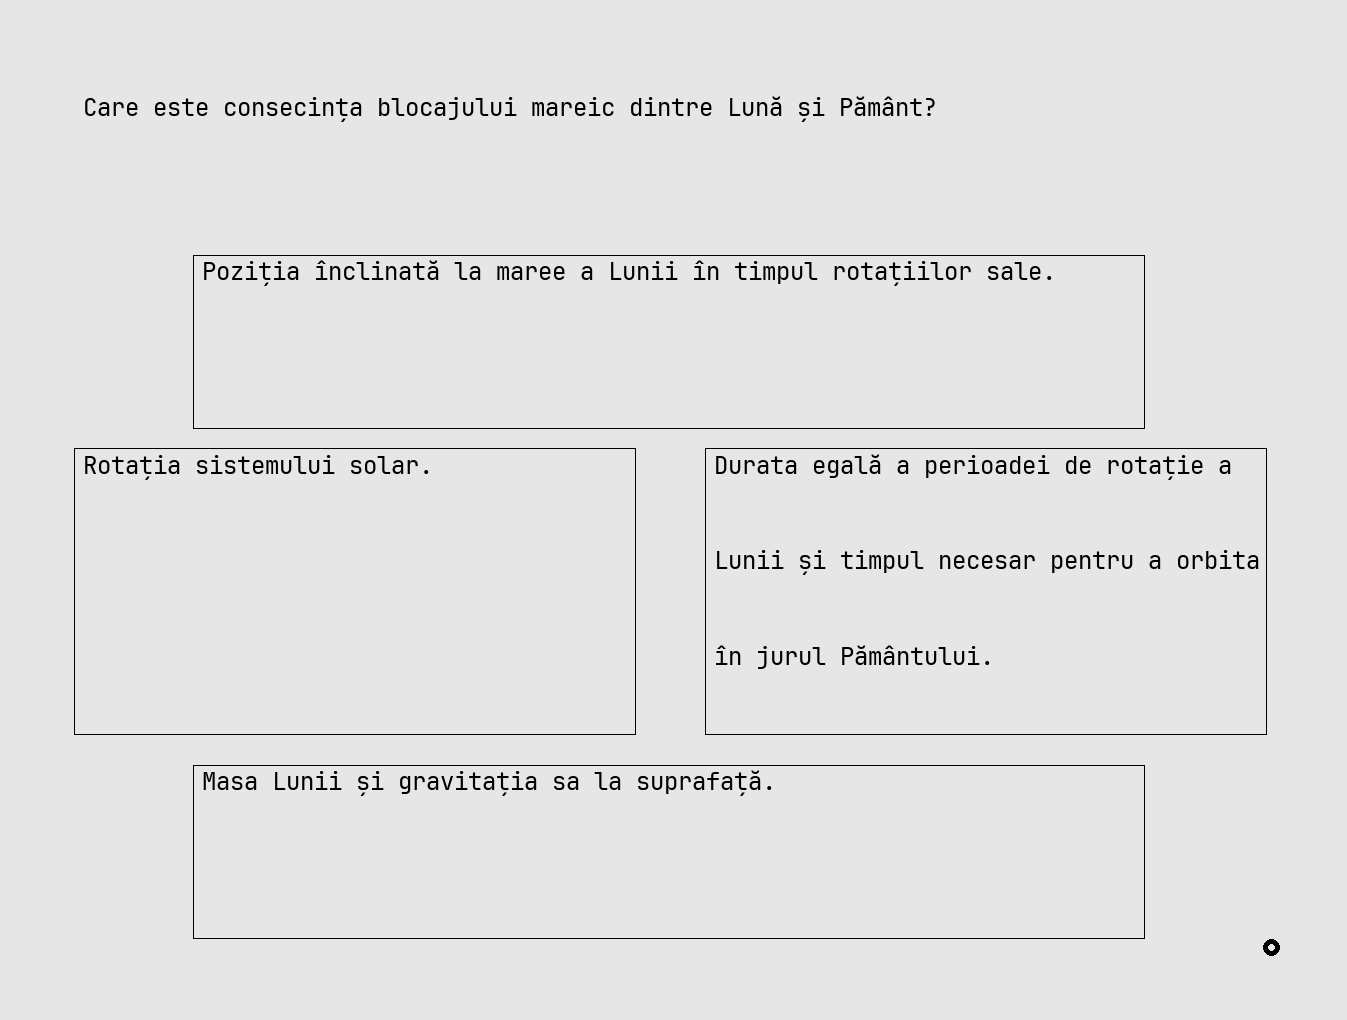 Care este consecința blocajului mareic dintre Lună și Pământ?
Poziția înclinată la maree a Lunii în timpul rotațiilor sale.
Rotația sistemului solar.
Durata egală a perioadei de rotație a
Lunii și timpul necesar pentru a orbita
în jurul Pământului.
Masa Lunii și gravitația sa la suprafață.